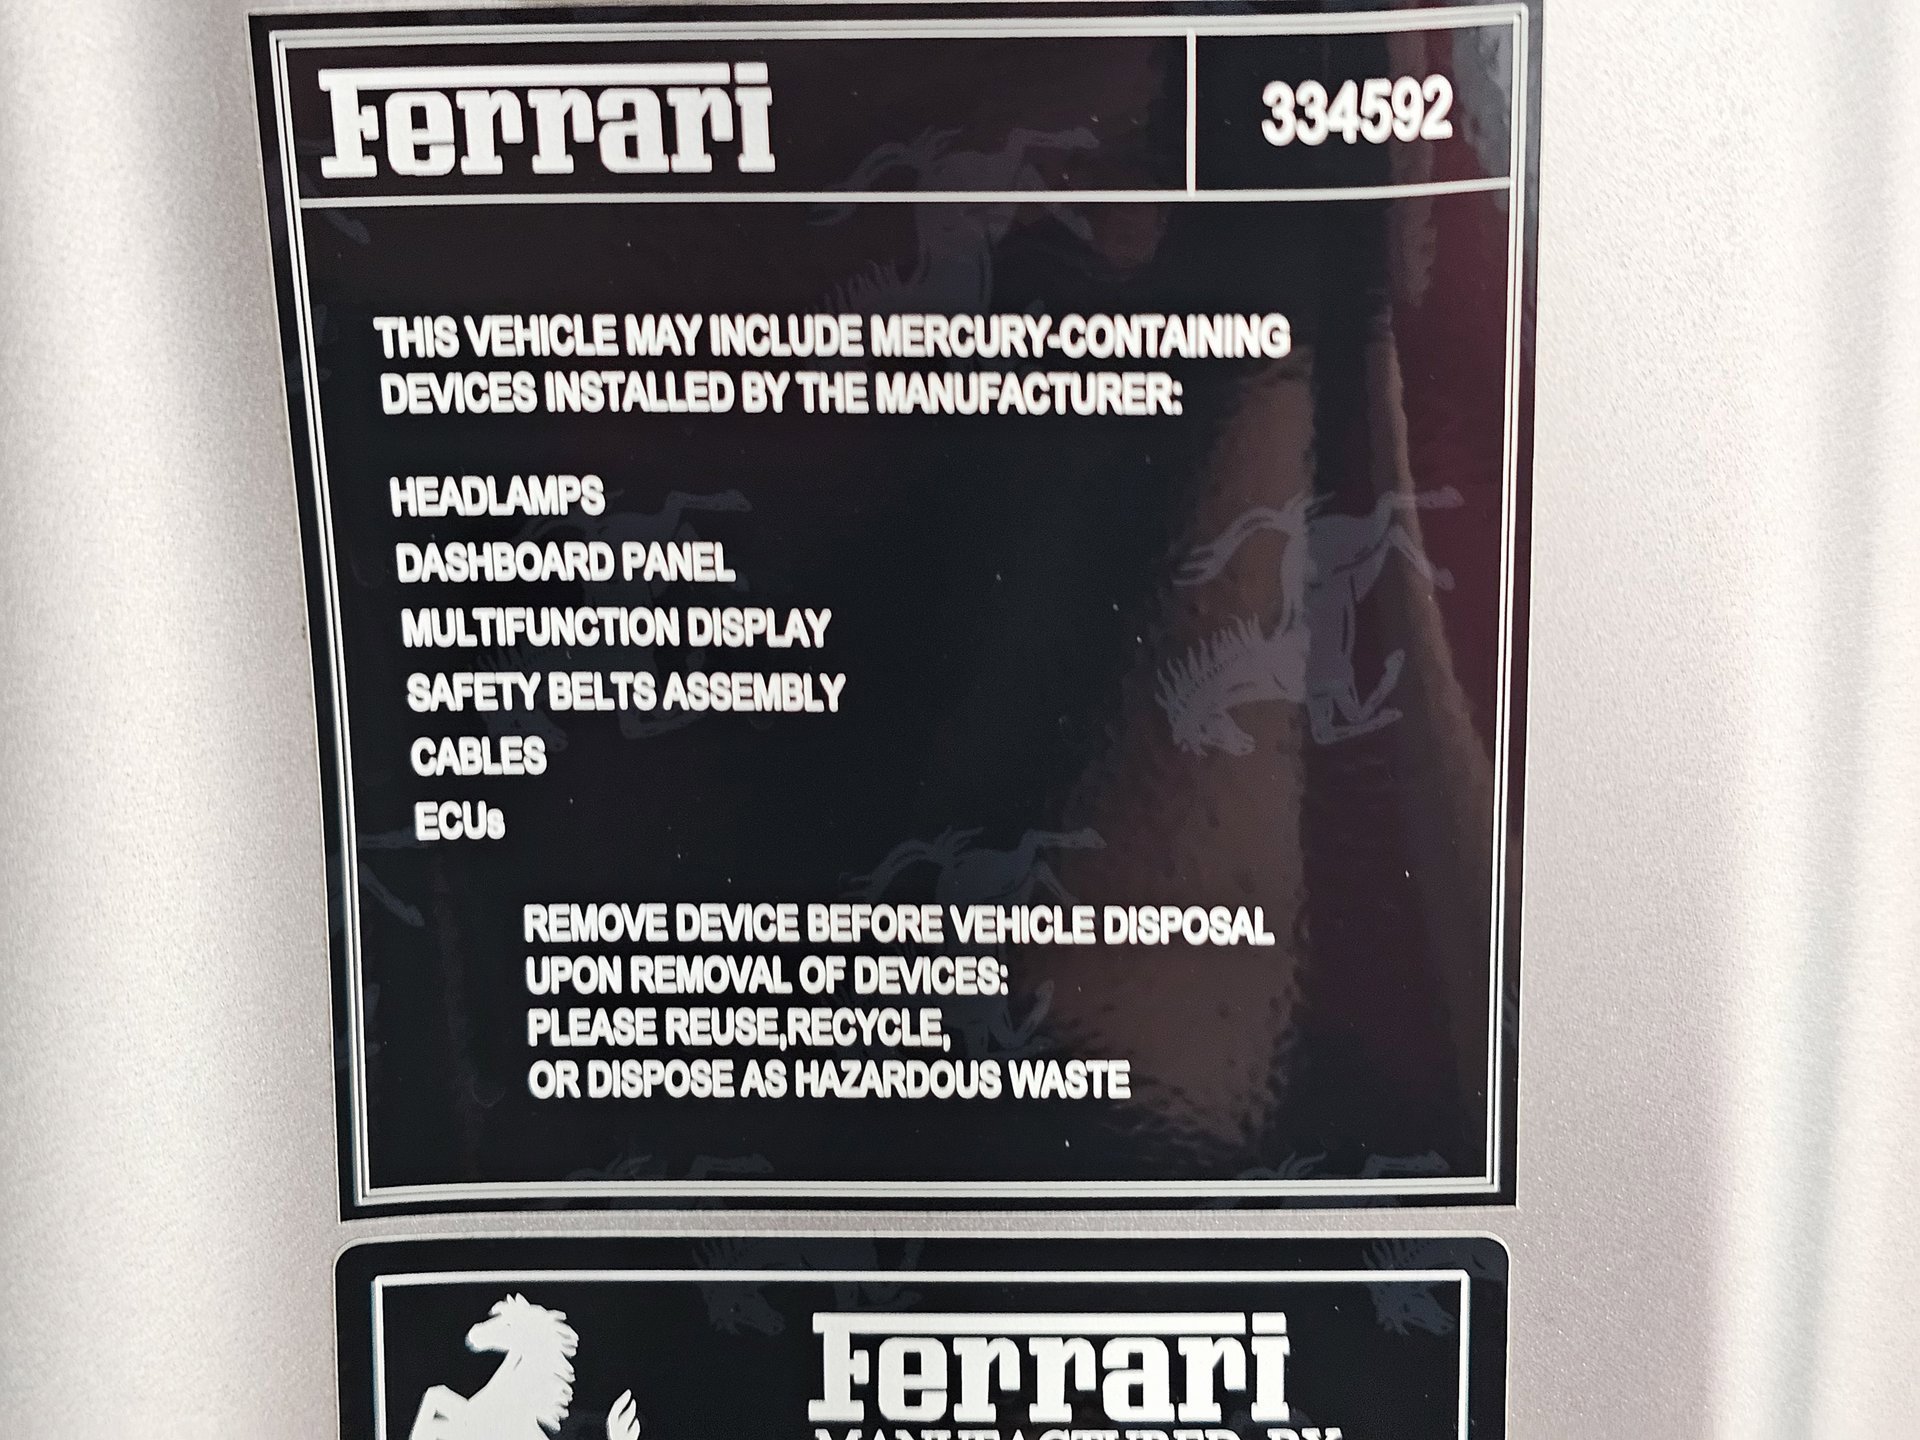 Ferrari
334592
THIS VEHICLE MAY INCLUDE MERCURY-CONTAINING
DEVICES INSTALLED BY THE MANUFACTURER:
HEADLAMPS
DASHBOARD PANEL
MULTIFUNCTION DISPLAY
SAFETY BELTS ASSEMBLY
CABLES
ECUs
REMOVE DEVICE BEFORE VEHICLE DISPOSAL
UPON REMOVAL OF DEVICES:
PLEASE REUSE,RECYCLE,
OR DISPOSE AS HAZARDOUS WASTE
Ferrari
MANUFACTURED BY